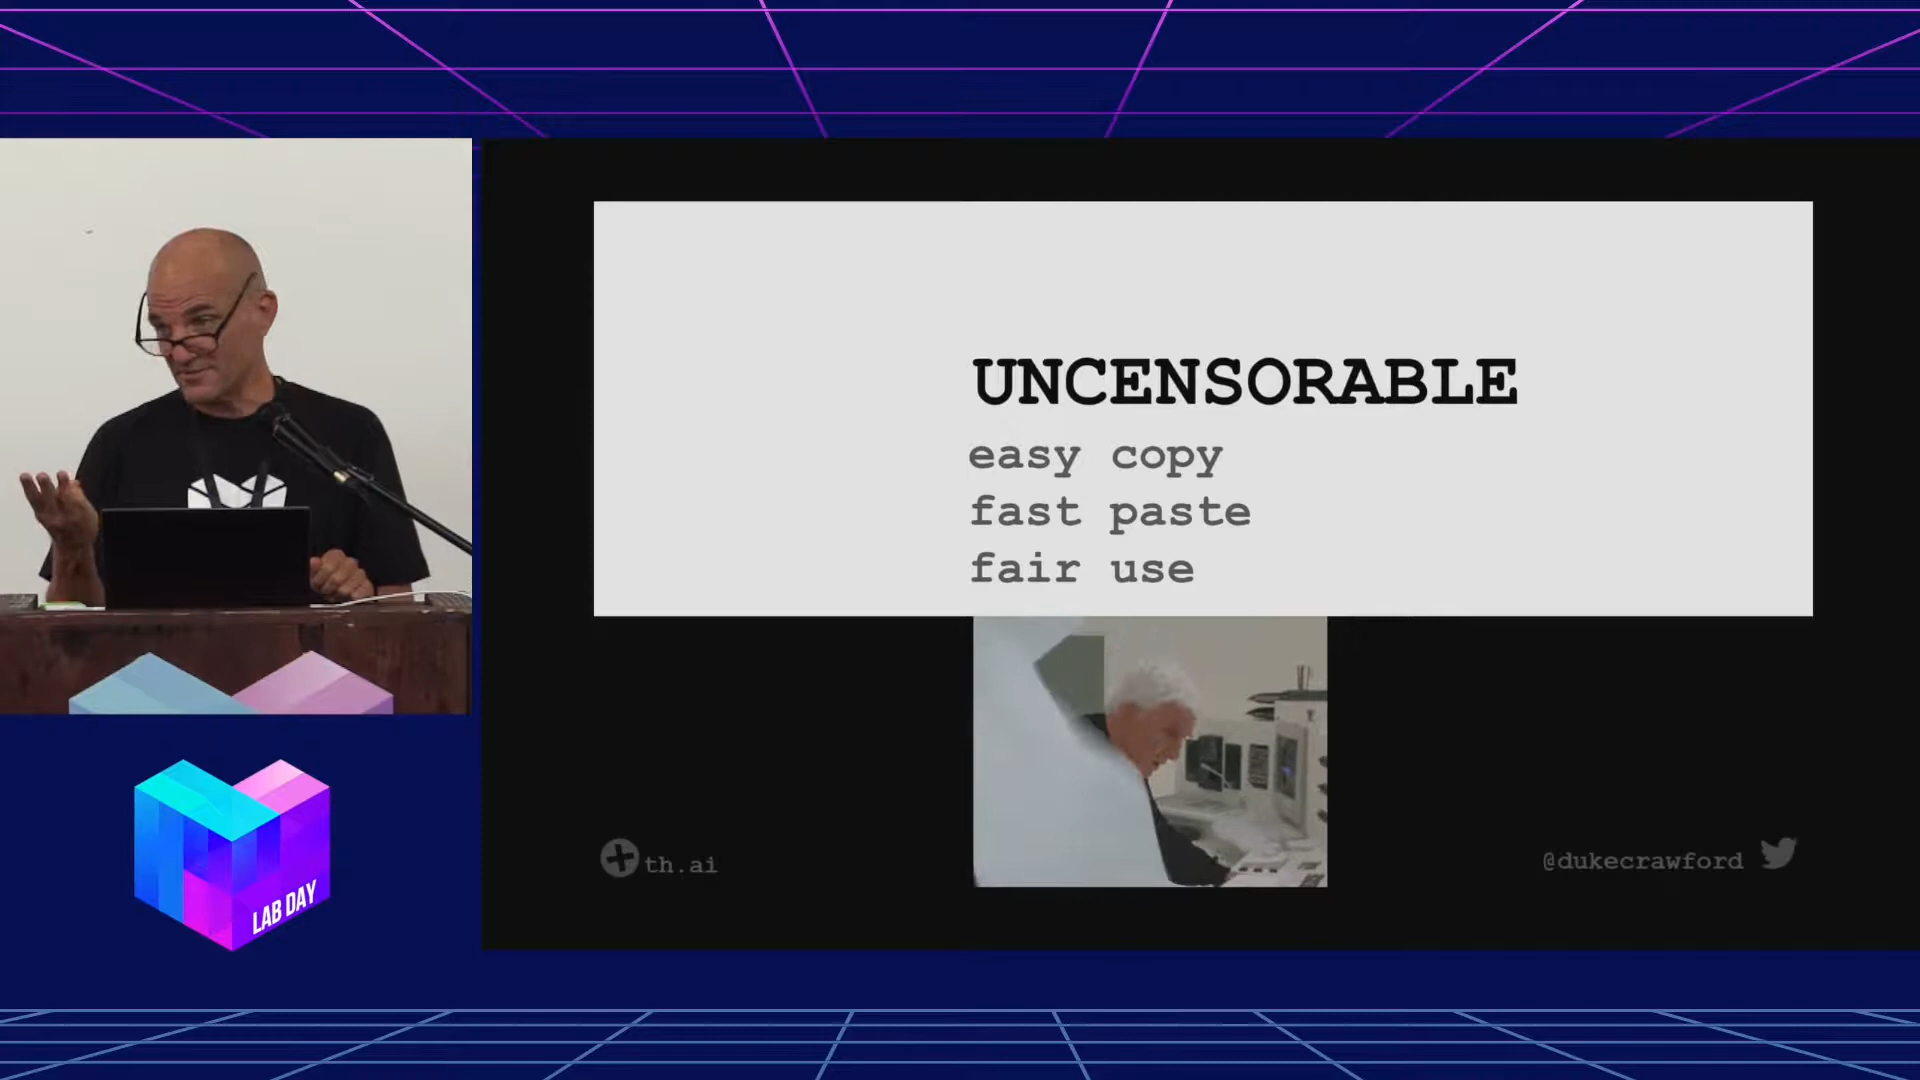 UNCENSORABLE
easy copy
fast paste
fair use
th.ai
@dukecrawford
LAB DAY